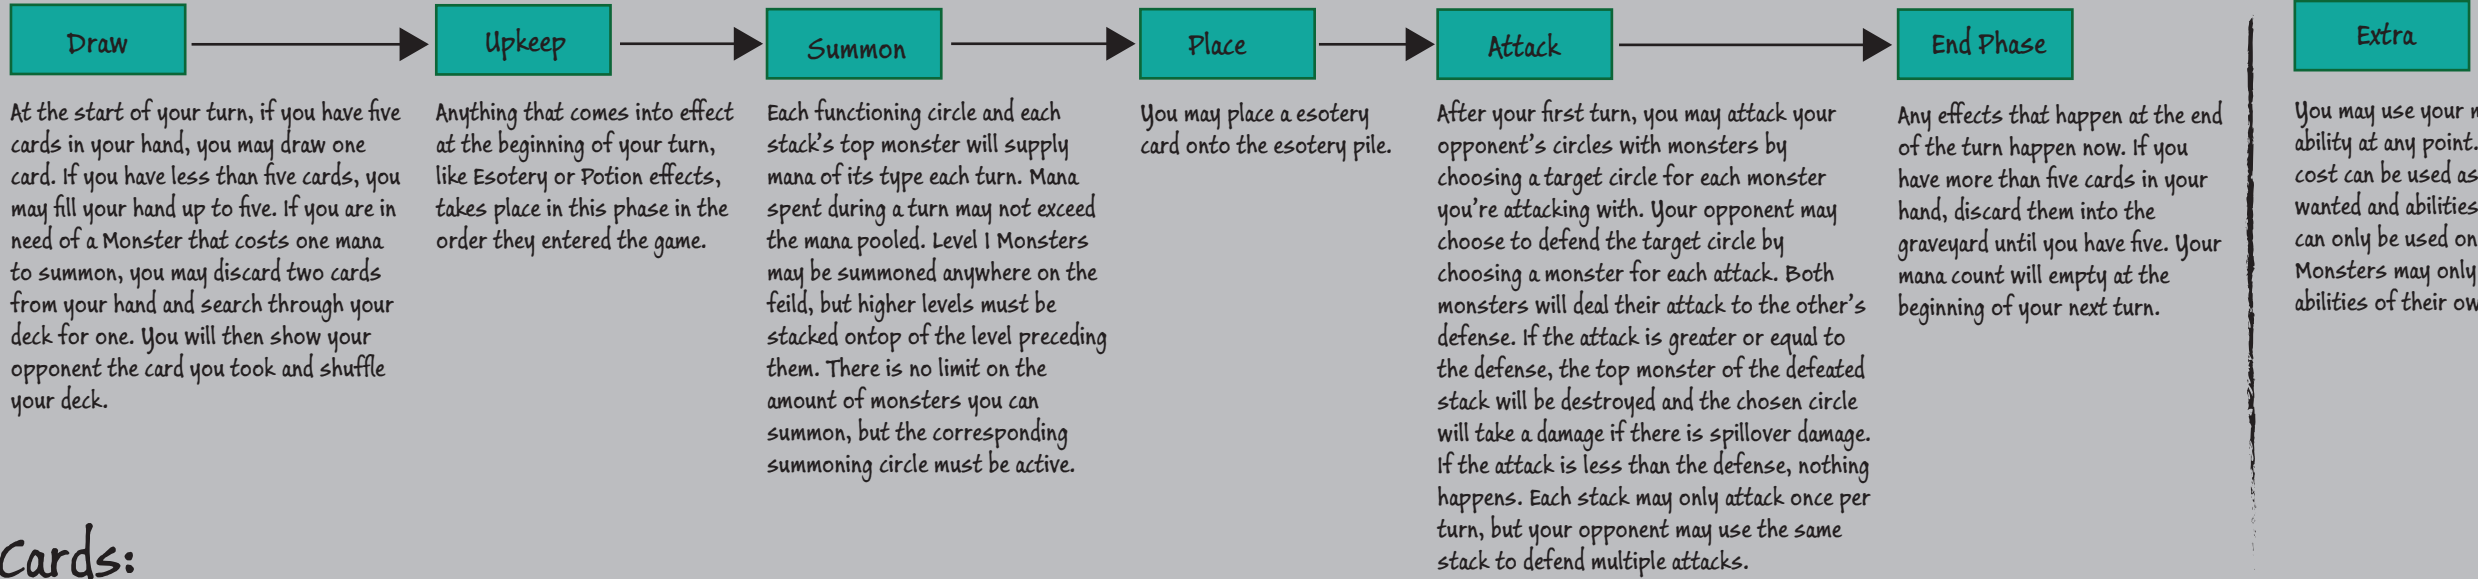 Draw
At the start of your turn, if you have five
cards in your hand, you may draw one
card. If you have less than five cards, you
may fill your hand up to five. If you are in
need of a Monster that costs one mana
to summon, you may discard two cards
from your hand and search through your
deck for one. You will then show your
opponent the card you took and shuffle
your deck.
Upkeep
Anything that comes into effect
at the beginning of your turn,
like Esotery or Potion effects,
takes place in this phase in the
order they entered the game.
Summon
Each functioning circle and each
stack's top monster will supply
mana of its type each turn. Mana
spent during a turn may not exceed
the mana pooled. Level 1 Monsters
may be summoned anywhere on the
feild, but higher levels must be
stacked ontop of the level preceding
them. There is no limit on the
amount of monsters you can
summon, but the corresponding
summoning circle must be active.
Place
You may place a esotery
card onto the esotery pile.
Attack
After your first turn, you may attack your
opponent's circles with monsters by
choosing a target circle for each monster
you're attacking with. Your opponent may
choose to defend the target circle by
choosing a monster for each attack. Both
monsters will deal their attack to the other's
defense. If the attack is greater or equal to
the defense, the top monster of the defeated
stack will be destroyed and the chosen circle
will take a damage if there is spillover damage.
If the attack is less than the defense, nothing
happens. Each stack may only attack once per
turn, but your opponent may use the same
stack to defend multiple attacks.
End Phase
Any effects that happen at the end
of the turn happen now. If you
have more than five cards in your
hand, discard them into the
graveyard until you have five. Your
mana count will empty at the
beginning of your next turn.
Extra
You may use your
ability at any point.
cost can be used as
wanted and abilities
can only be used
Monsters may only
abilities of their
Cards: